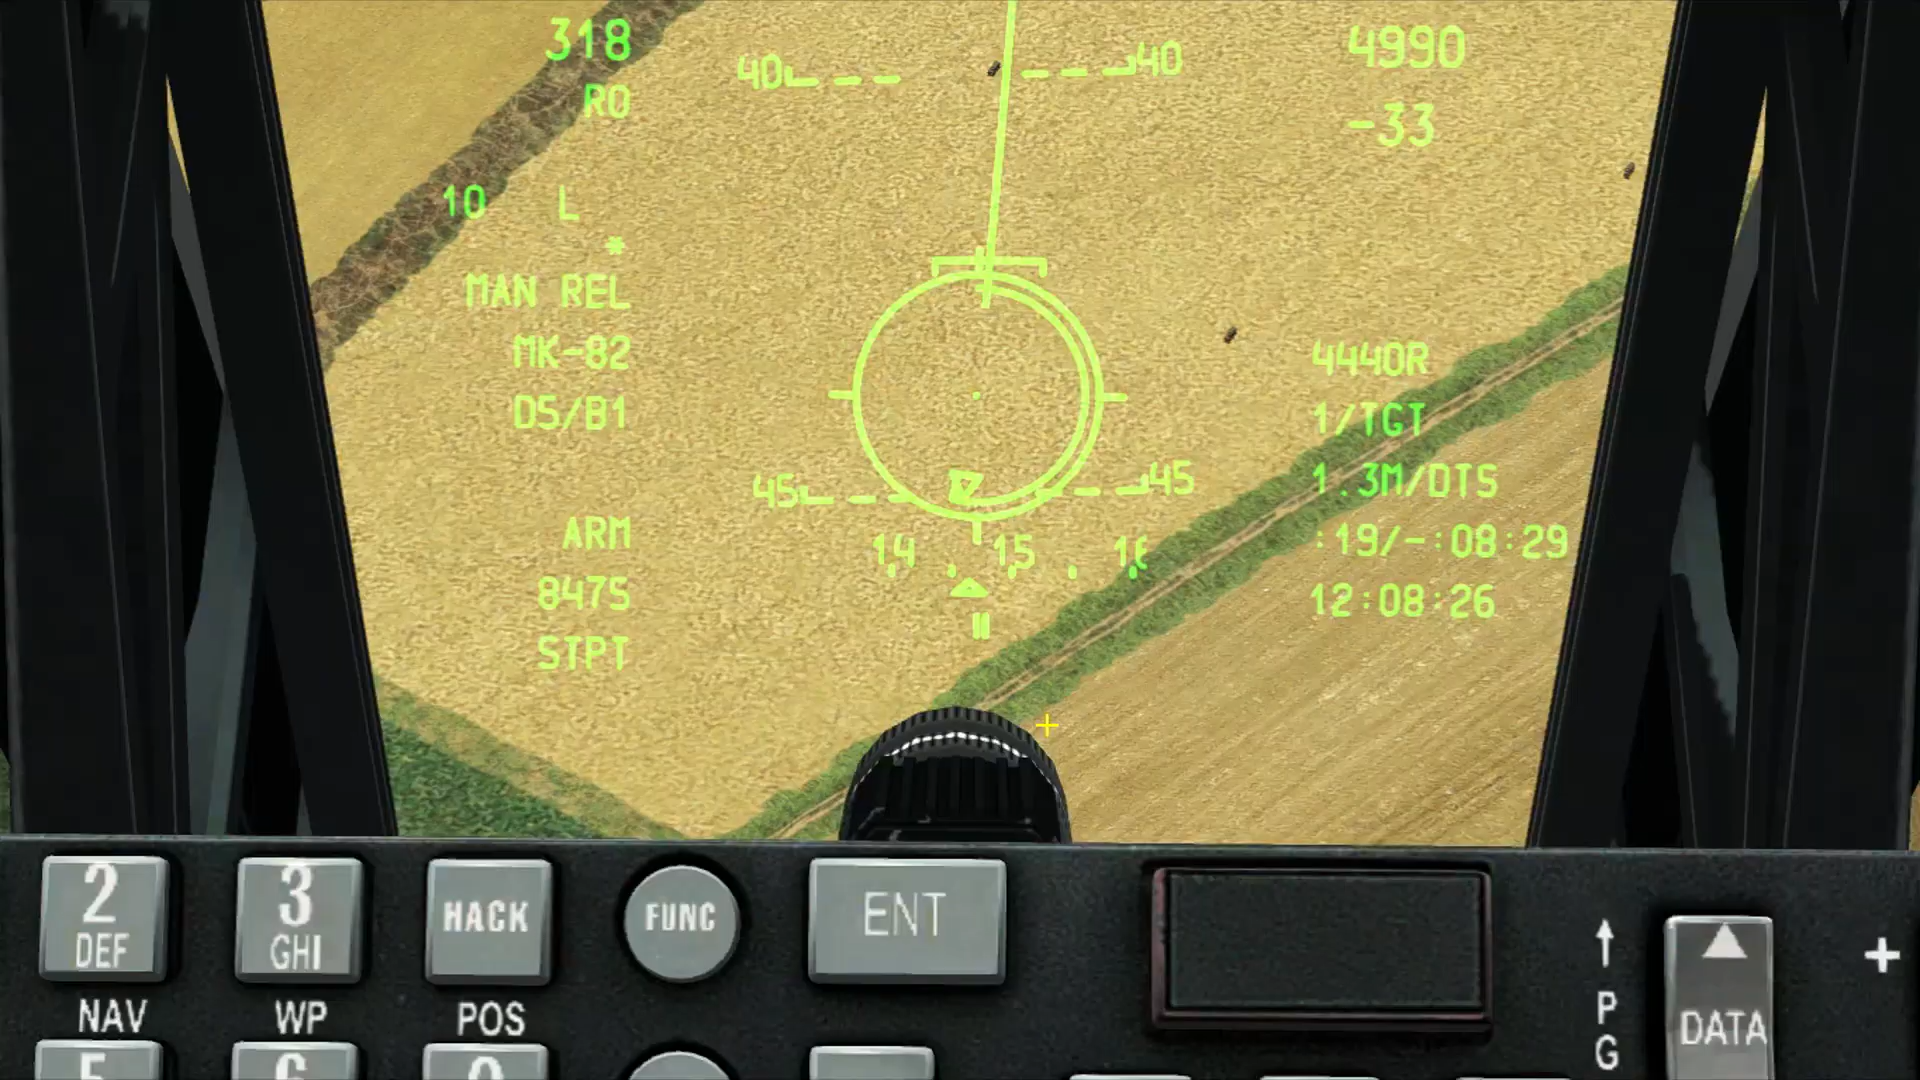 318
RO
40 40
4990
-33
10 L
*
MAN REL
MK-82
D5/B1
4440R
1/TGT
1.3M/DTS
:19/-:08:29
12:08:26
45 45
14 15 16
ARM
8475
STPT
2
DEF
3
GHI
HACK
FUNC
ENT
NAV
WP
POS
P
G
DATA
+